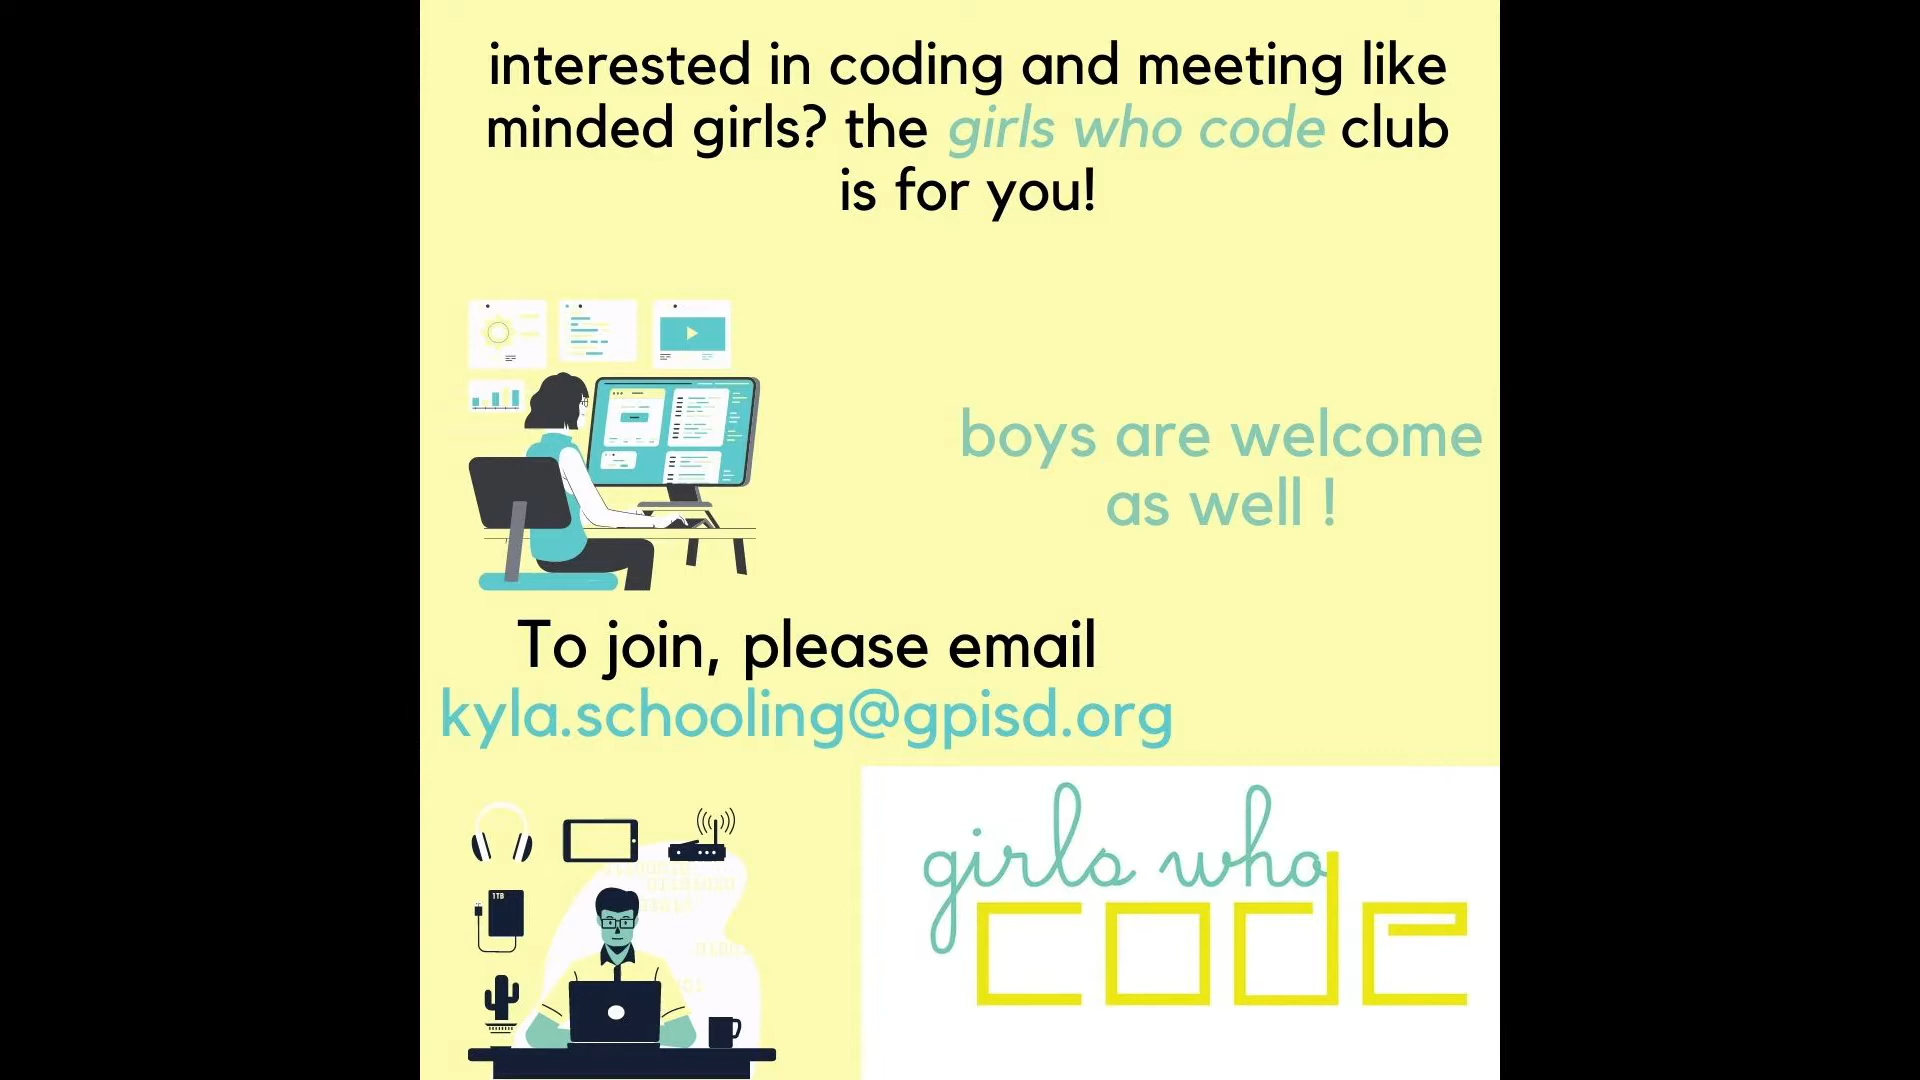 interested in coding and meeting like
minded girls? the girls who code club
is for you!
boys are welcome
as well !
To join, please email
kyla.schooling@gpisd.org
1TB
girls who
code